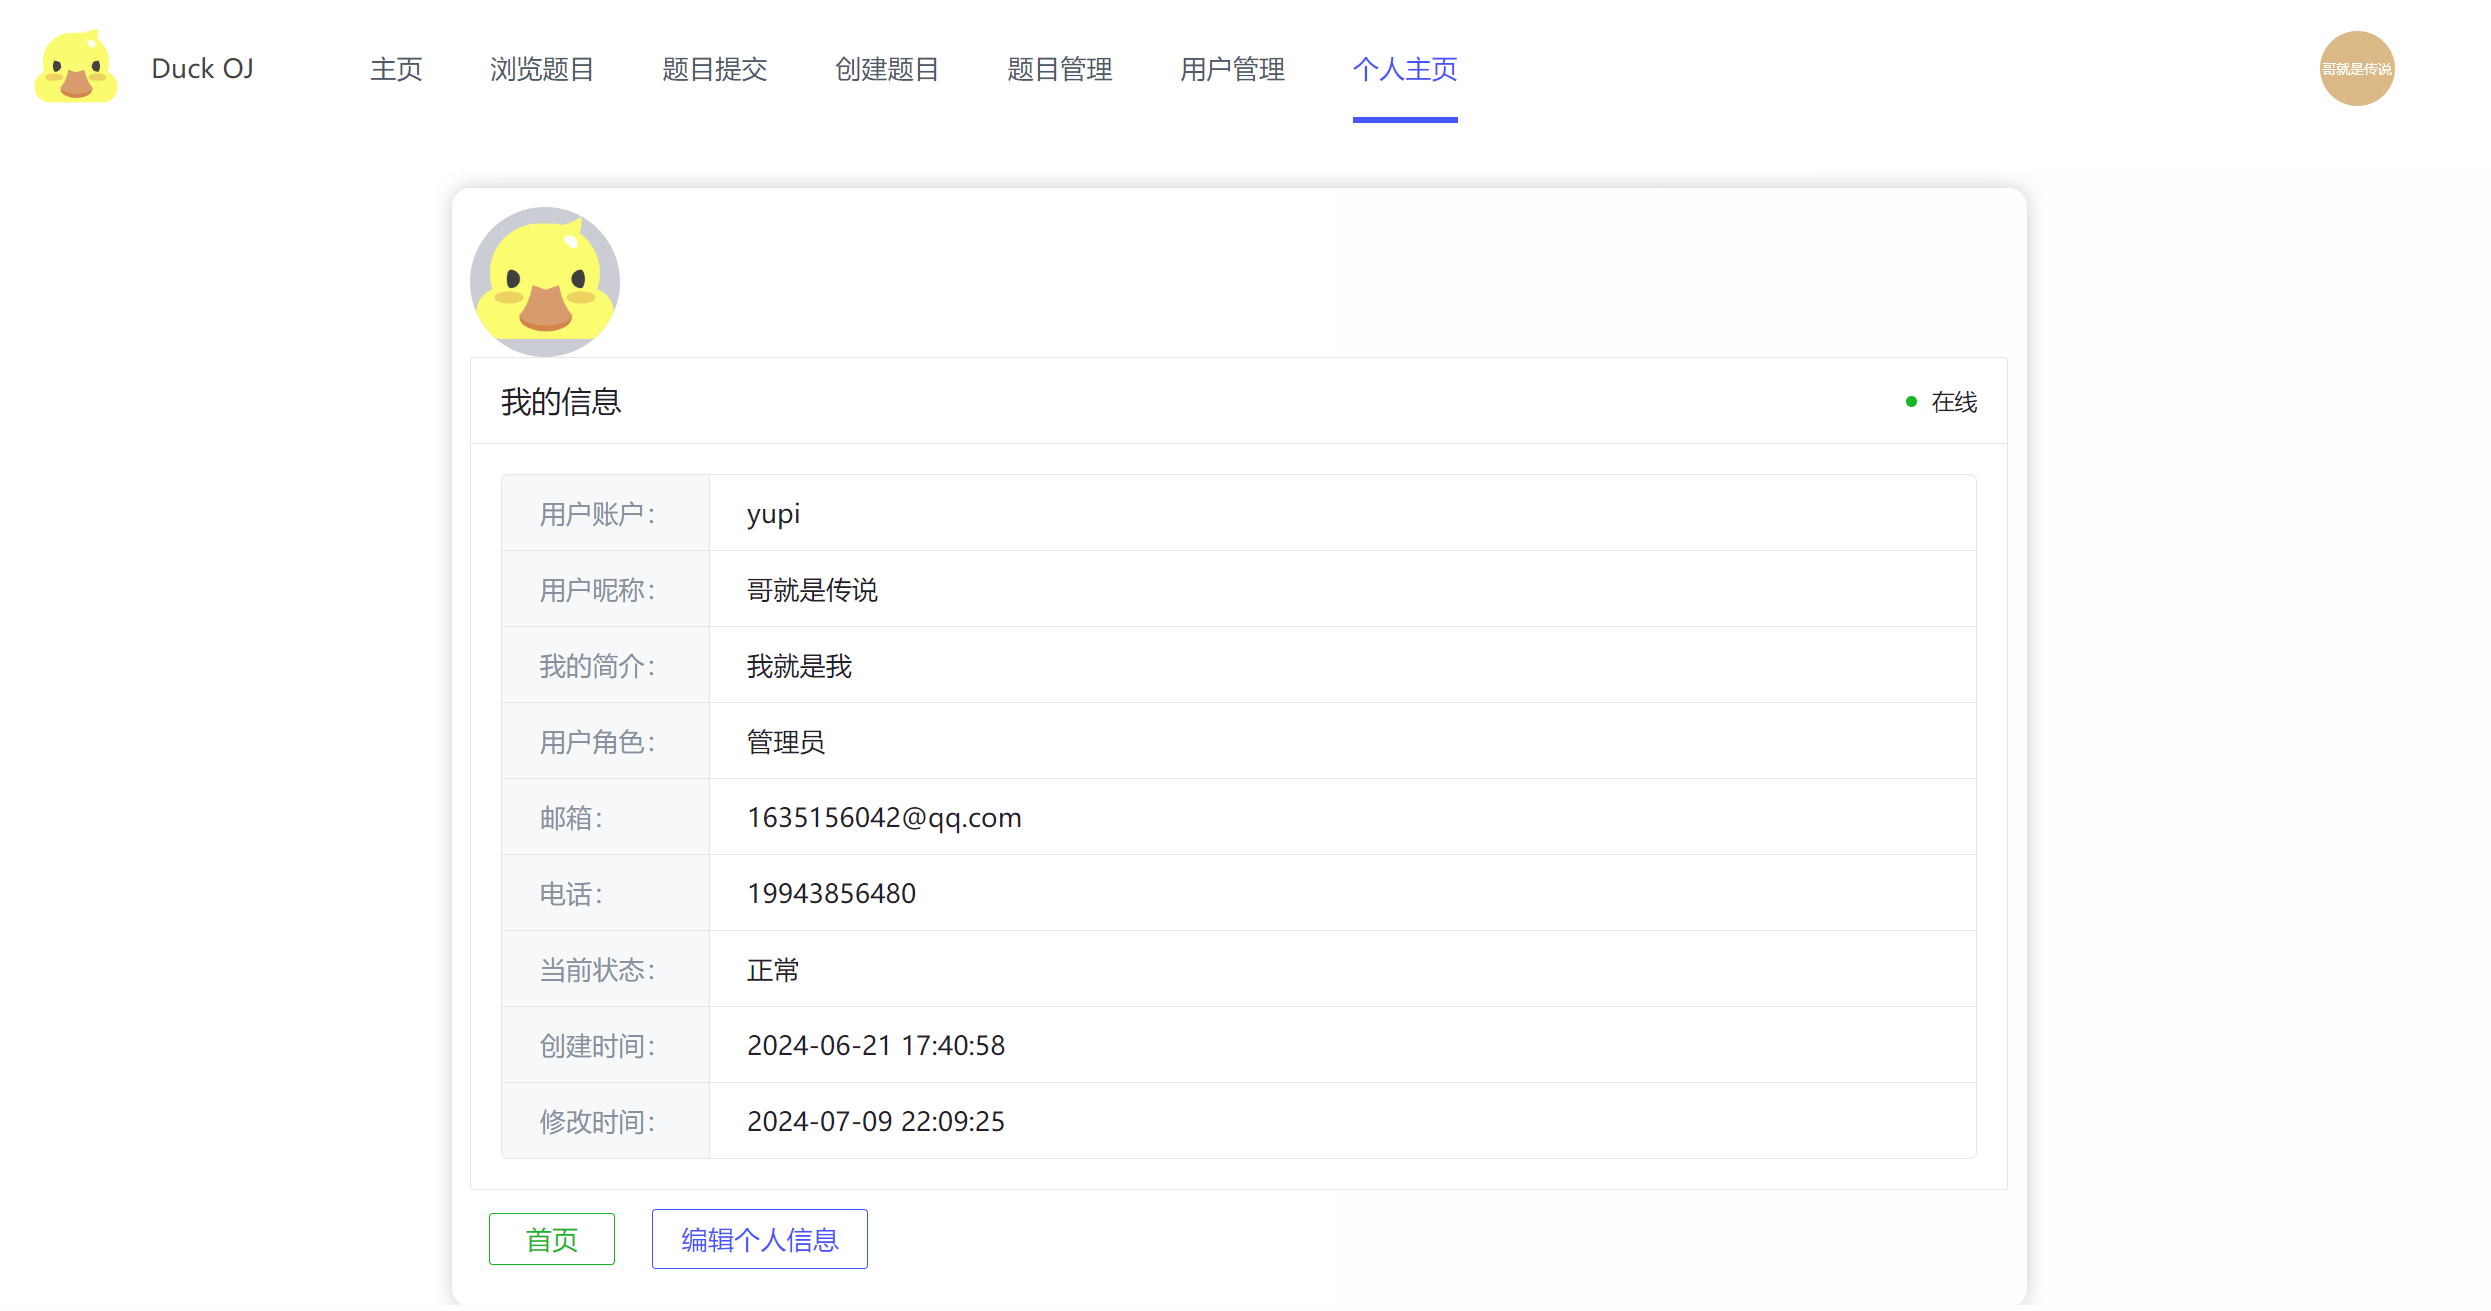 Duck OJ 主页 浏览题目 题目提交 创建题目 题目管理 用户管理 个人主页 哥就是传说
我的信息 在线
用户账户： yupi
用户昵称： 哥就是传说
我的简介： 我就是我
用户角色： 管理员
邮箱： 1635156042@qq.com
电话： 19943856480
当前状态： 正常
创建时间： 2024-06-21 17:40:58
修改时间： 2024-07-09 22:09:25
首页 编辑个人信息